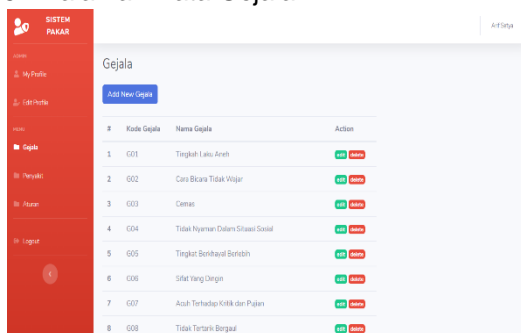 SISTEM
PAKAR
ADMIN
My Profile
Edit Profile
MENU
Gejala
Penyakit
Aturan
Logout
Gejala
Add New Gejala
# Kode Gejala Nama Gejala Action
1 G01 Tingkah Laku Aneh edit delete
2 G02 Cara Bicara Tidak Wajar edit delete
3 G03 Cemas edit delete
4 G04 Tidak Nyaman Dalam Situasi Sosial edit delete
5 G05 Tingkat Berkhayal Berlebih edit delete
6 G06 Sifat Yang Dingin edit delete
7 G07 Acuh Terhadap Kritik dan Pujian edit delete
8 G08 Tidak Tertarik Bergaul edit delete